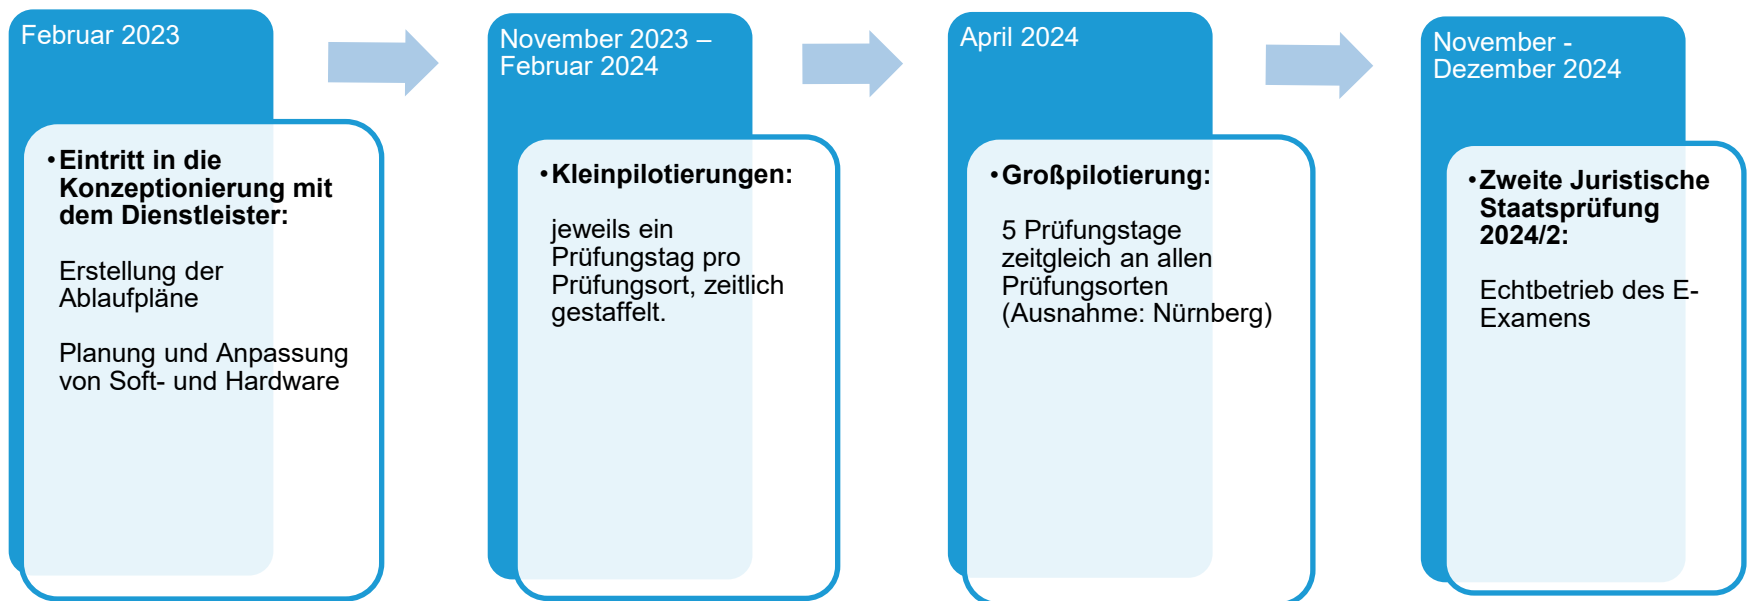 Februar 2023
• Eintritt in die
Konzeptionierung mit
dem Dienstleister:
Erstellung der
Ablaufpläne
Planung und Anpassung
von Soft- und Hardware
November 2023 –
Februar 2024
• Kleinpilotierungen:
jeweils ein
Prüfungstag pro
Prüfungsort, zeitlich
gestaffelt.
April 2024
• Großpilotierung:
5 Prüfungstage
zeitgleich an allen
Prüfungsorten
(Ausnahme: Nürnberg)
November -
Dezember 2024
• Zweite Juristische
Staatsprüfung
2024/2:
Echtbetrieb des E-
Examens